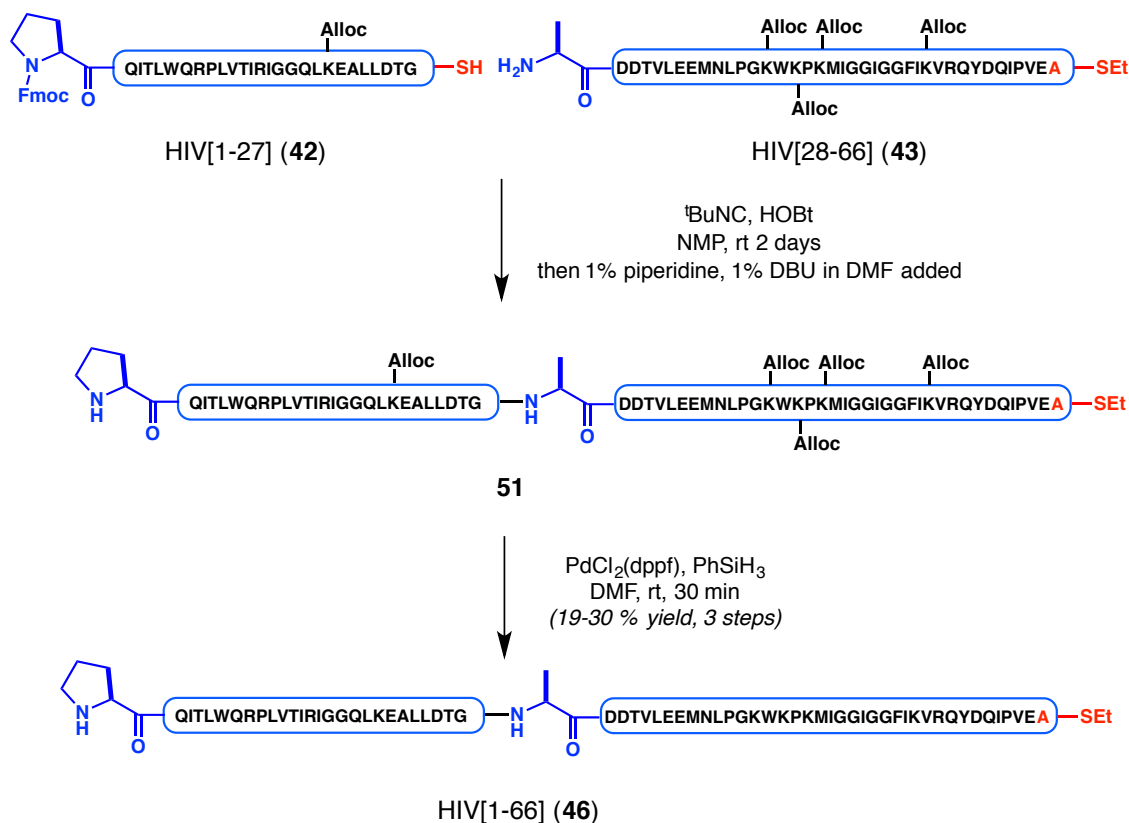 Alloc
Alloc Alloc Alloc
N
Fmoc
O
QITLWQRPLVTIRIGGQLKEALLDTG
SH
H2N
O
DDTVLEEMNLPGKWKPKMIGGIGGFIKVRQYDQIPVEA
SEt
Alloc
HIV[1-27] (42)
HIV[28-66] (43)
tBuNC, HOBt
NMP, rt 2 days
then 1% piperidine, 1% DBU in DMF added
Alloc
Alloc Alloc Alloc
N
H
O
QITLWQRPLVTIRIGGQLKEALLDTG
N
H
O
DDTVLEEMNLPGKWKPKMIGGIGGFIKVRQYDQIPVEA
SEt
Alloc
51
PdCl2(dppf), PhSiH3
DMF, rt, 30 min
(19-30 % yield, 3 steps)
N
H
O
QITLWQRPLVTIRIGGQLKEALLDTG
N
H
O
DDTVLEEMNLPGKWKPKMIGGIGGFIKVRQYDQIPVEA
SEt
HIV[1-66] (46)